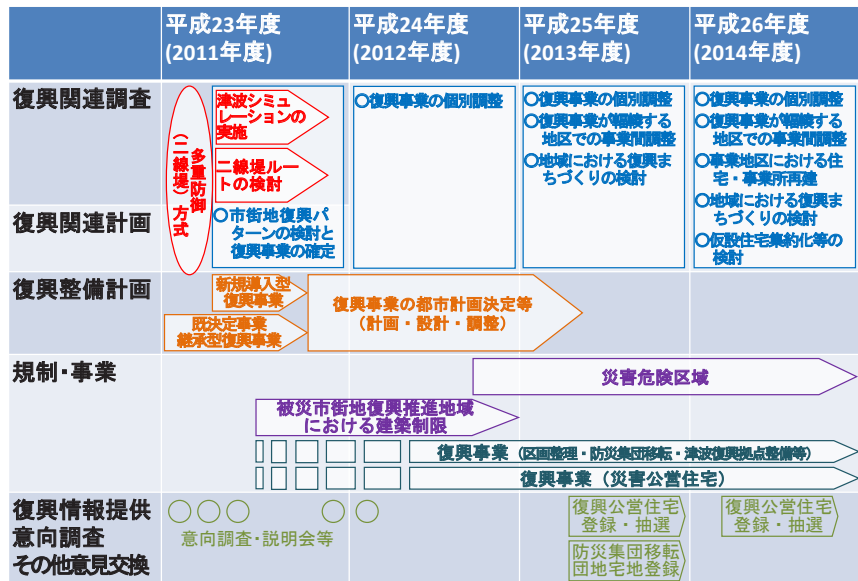 平成23年度
(2011年度)
平成24年度
(2012年度)
平成25年度
(2013年度)
平成26年度
(2014年度)
復興関連調査
多重防御
(二線堤)方式
津波シミュ
レーションの
実施
二線堤ルー
トの検討
○復興事業の個別調整
○復興事業の個別調整
○復興事業が輻輳する
地区での事業間調整
○地域における復興ま
ちづくりの検討
○復興事業の個別調整
○復興事業が輻輳する
地区での事業間調整
○事業地区における住
宅・事業所再建
○地域における復興ま
ちづくりの検討
○仮設住宅集約化等の
検討
復興関連計画
○市街地復興パ
ターンの検討と
復興事業の確定
復興整備計画
新規導入型
復興事業
既決定事業
継承型復興事業
復興事業の都市計画決定等
(計画・設計・調整)
規制・事業
災害危険区域
被災市街地復興推進地域
における建築制限
復興事業(区画整理・防災集団移転・津波復興拠点整備等)
復興事業(災害公営住宅)
復興情報提供
意向調査
その他意見交換
意向調査・説明会等
復興公営住宅
登録・抽選
防災集団移転
団地宅地登録
復興公営住宅
登録・抽選